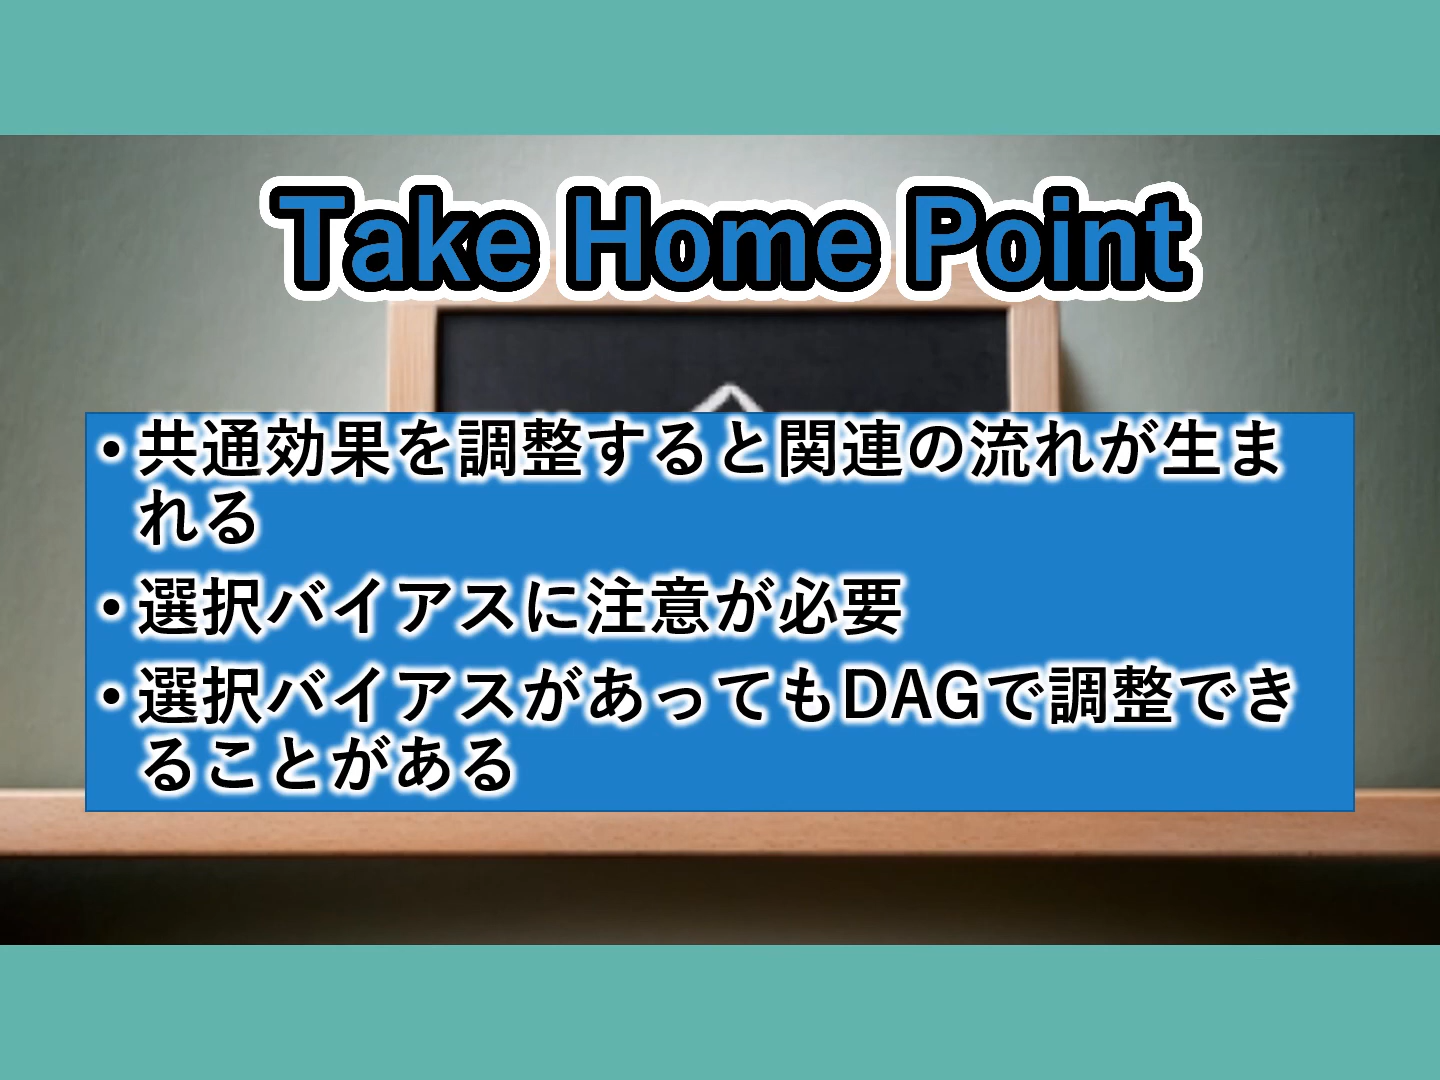 Take Home Point
• 共通効果を調整すると関連の流れが生ま
れる
• 選択バイアスに注意が必要
• 選択バイアスがあってもDAGで調整でき
ることがある